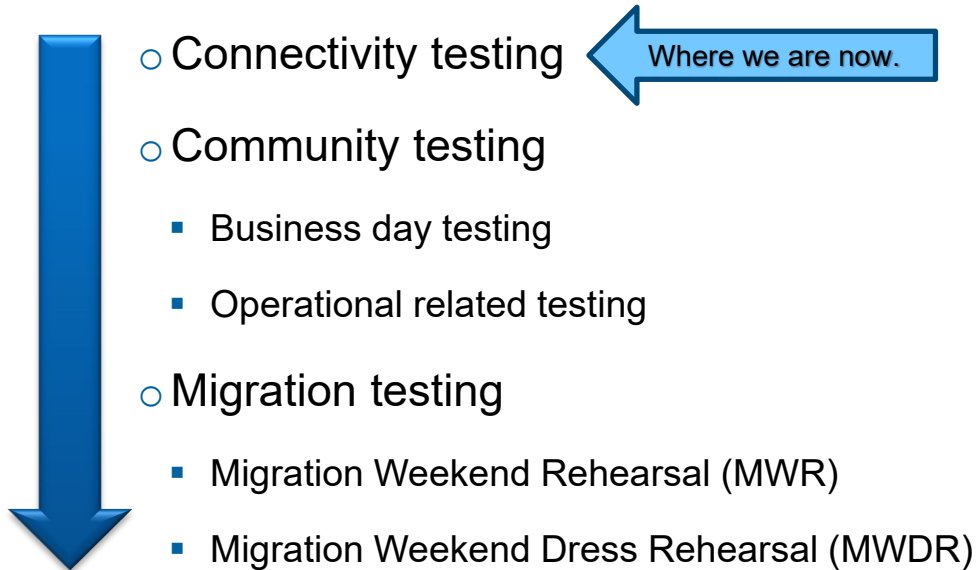 Connectivity testing
Where we are now.
Community testing
Business day testing
Operational related testing
Migration testing
Migration Weekend Rehearsal (MWR)
Migration Weekend Dress Rehearsal (MWDR)